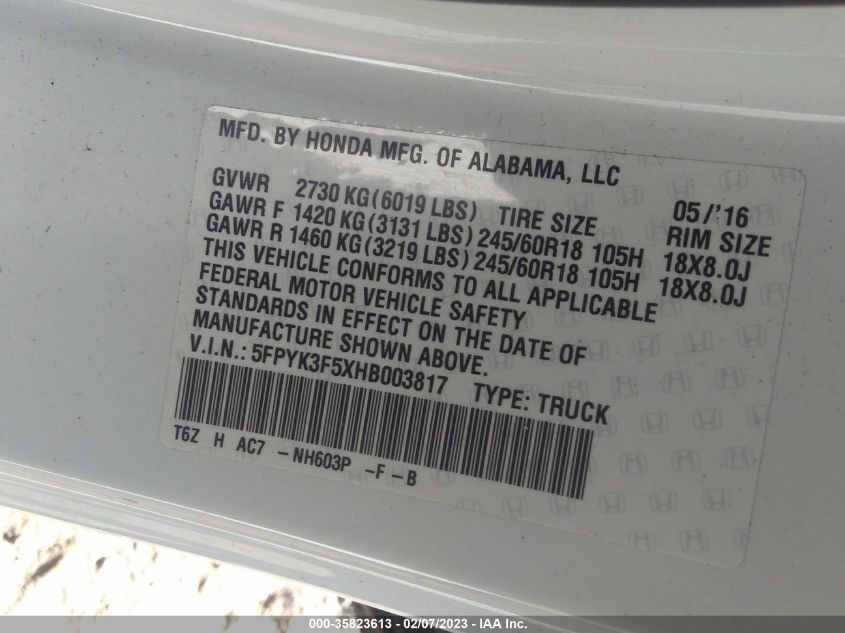 MFD. BY HONDA MFG. OF ALABAMA, LLC
GVWR 2730 KG(6019 LBS) TIRE SIZE 05/'16 RIM SIZE
GAWR F 1420 KG(3131 LBS) 245/60R18 105H 18X8.0J
GAWR R 1460 KG(3219 LBS) 245/60R18 105H 18X8.0J
THIS VEHICLE CONFORMS TO ALL APPLICABLE
FEDERAL MOTOR VEHICLE SAFETY
STANDARDS IN EFFECT ON THE DATE OF
MANUFACTURE SHOWN ABOVE.
V.I.N.: 5FPYK3F5XHB003817 TYPE: TRUCK
T6Z H AC7 -NH603P -F-B
000-35823613 - 02/07/2023 - IAA Inc.